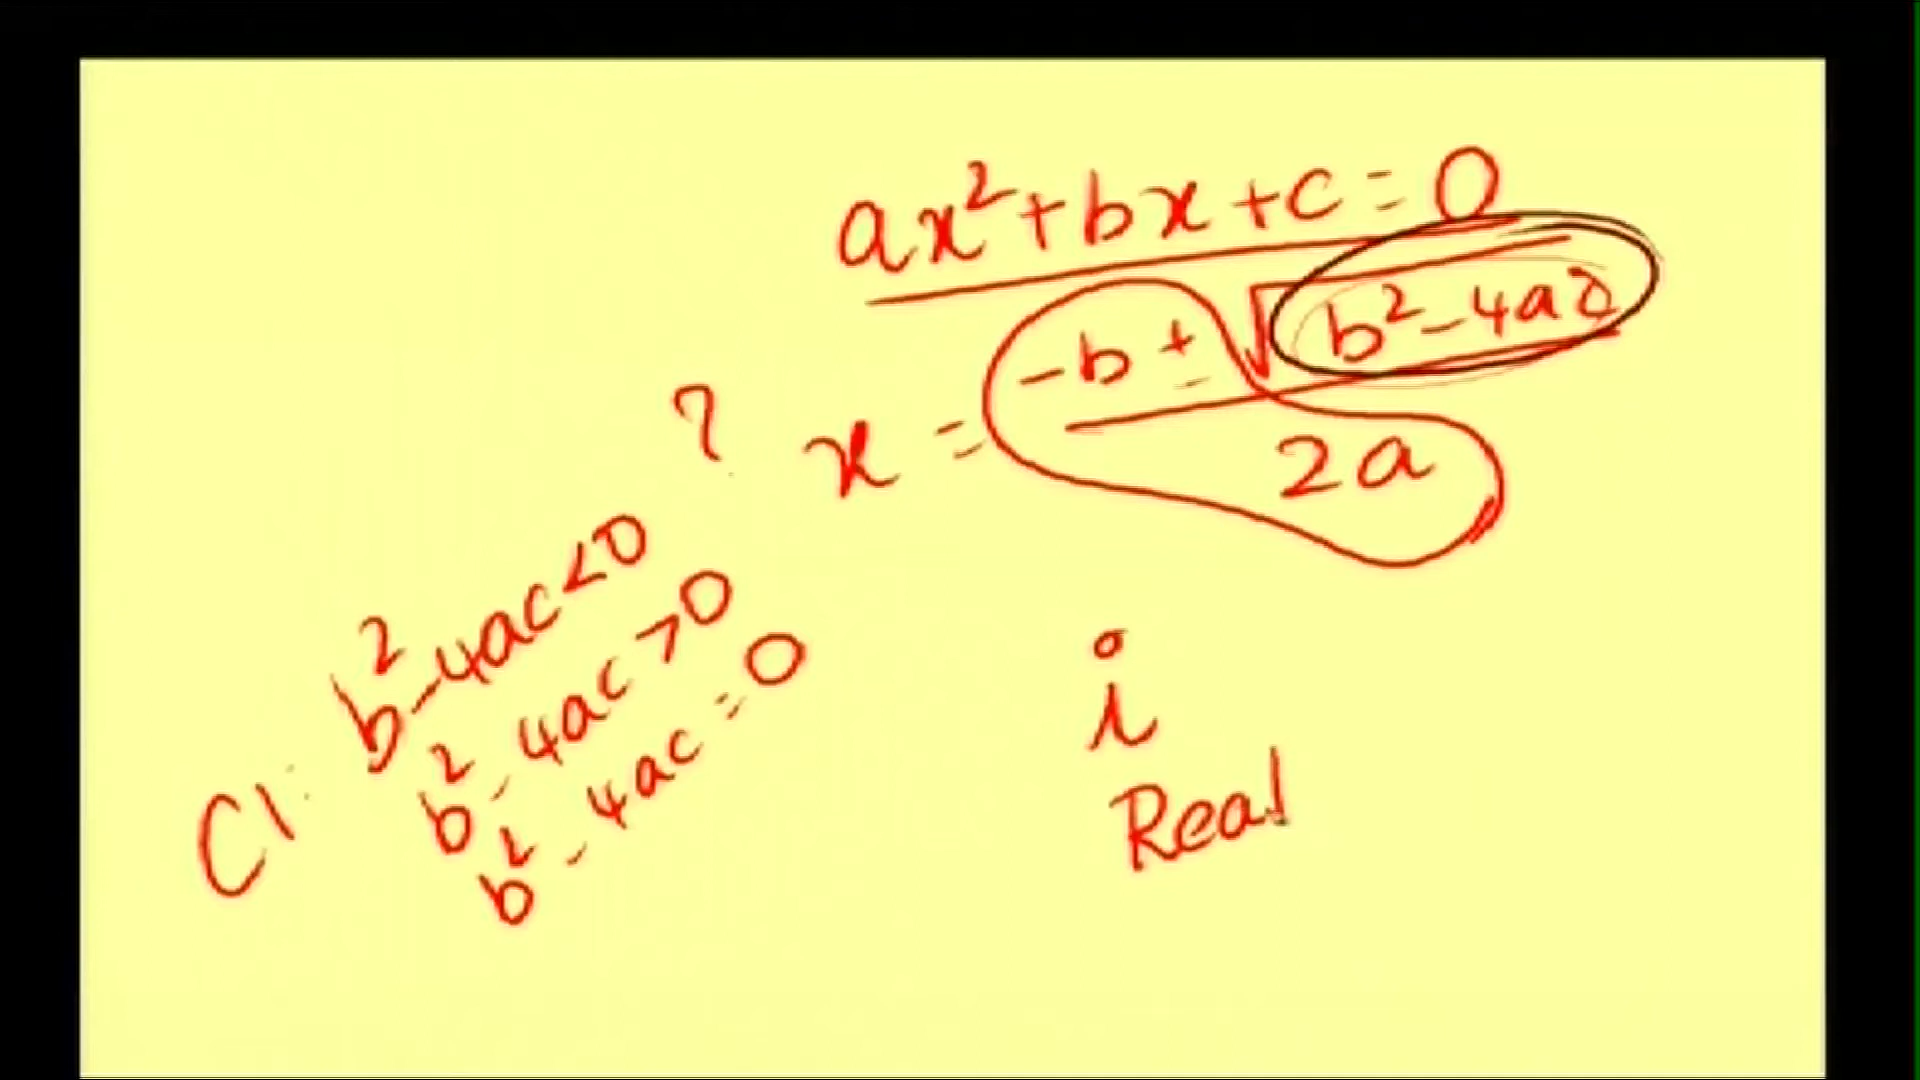 ax²+bx+c=0
x = -b ± √b²-4ac
2a
?
C1: b²-4ac<0
b²-4ac>0
b²-4ac=0
i
Real